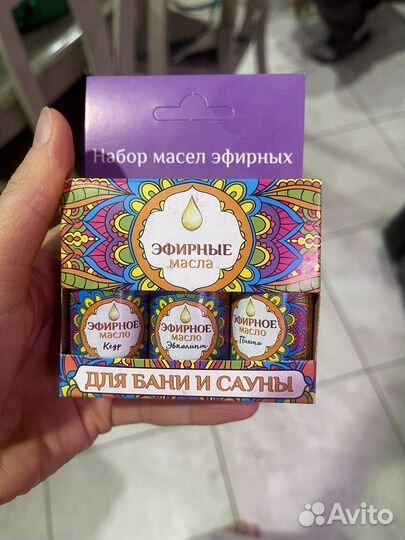 Набор масел эфирных
ЭФИРНЫЕ
масла
ЭФИРНОЕ
масло
Кедр
ЭФИРНОЕ
масло
Эвкалипт
ЭФИРНОЕ
масло
Пихта
ДЛЯ БАНИ И САУНЫ
Avito